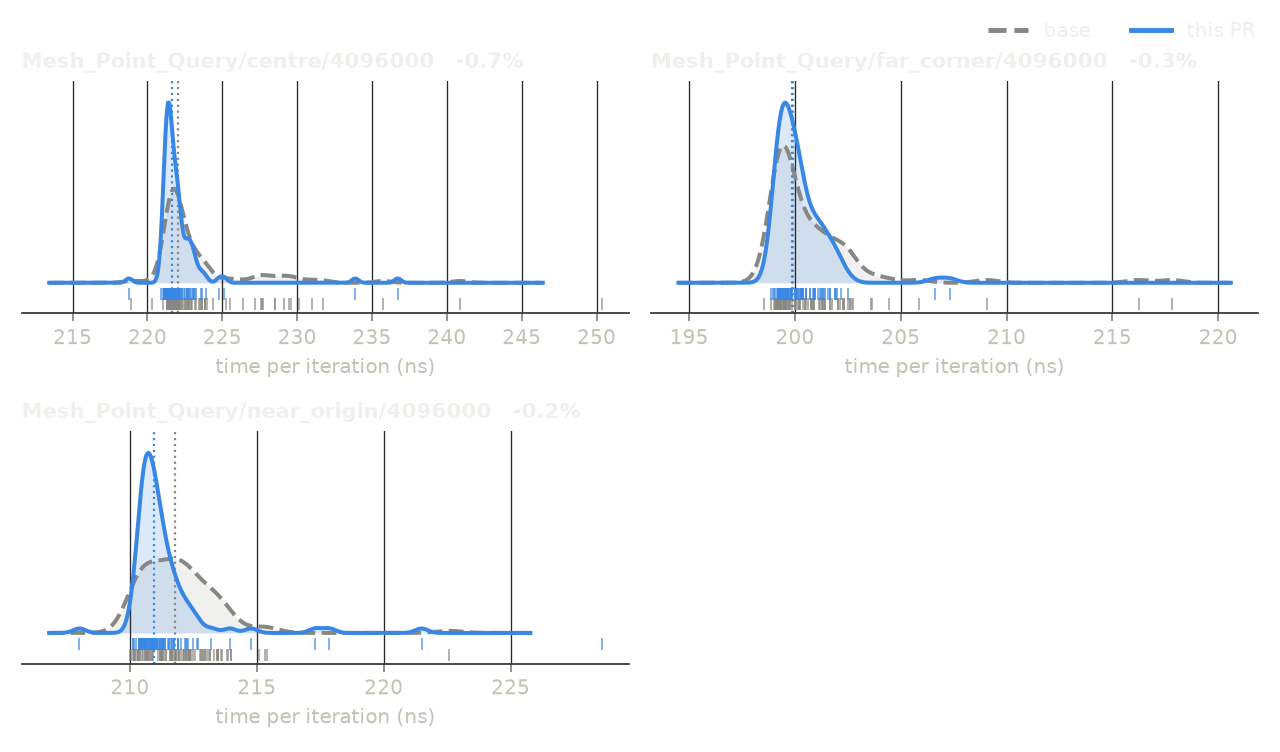 base this PR
Mesh_Point_Query/centre/4096000 -0.7%
215 220 225 230 235 240 245 250
time per iteration (ns)
Mesh_Point_Query/far_corner/4096000 -0.3%
195 200 205 210 215 220
time per iteration (ns)
Mesh_Point_Query/near_origin/4096000 -0.2%
210 215 220 225
time per iteration (ns)